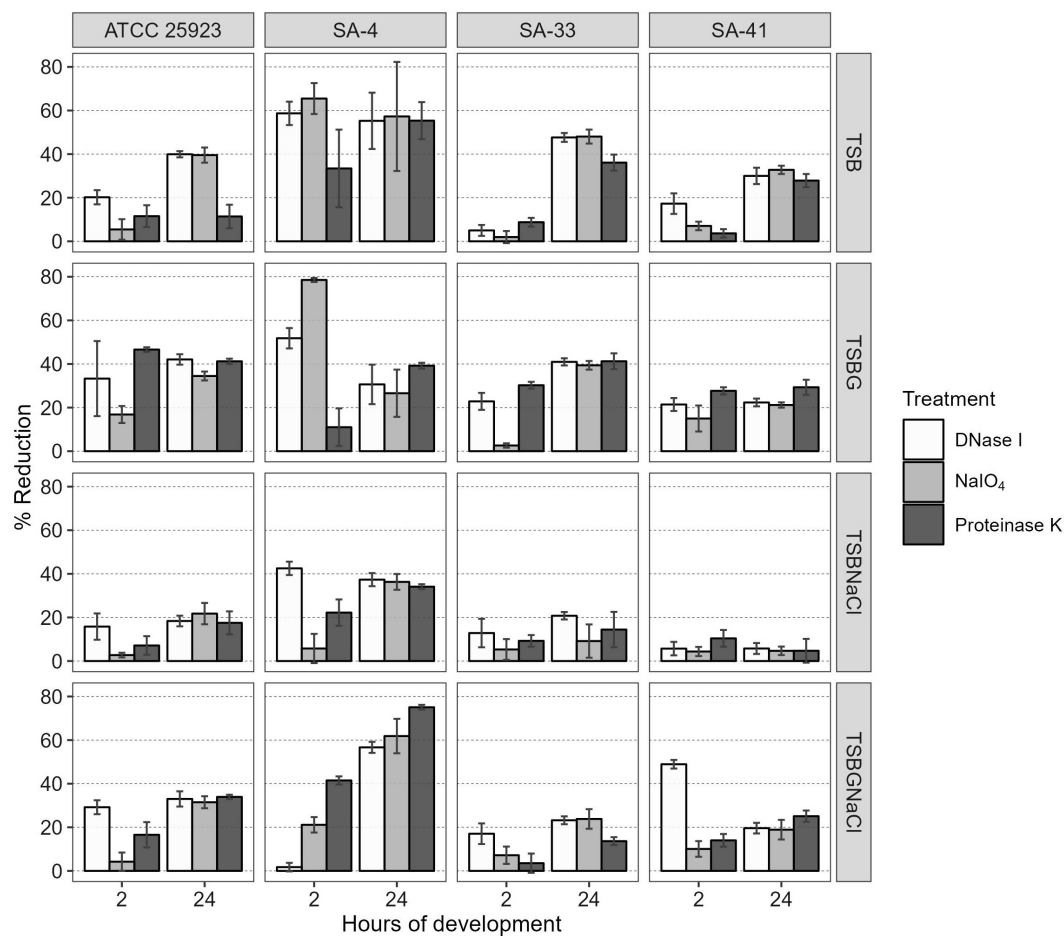 ATCC 25923 SA-4 SA-33 SA-41
80
60
40
20
0
TSB
80
60
40
20
0
TSBG
80
60
40
20
0
TSBNaCl
80
60
40
20
0
TSBGNaCl
% Reduction
2 24 2 24 2 24 2 24
Hours of development
Treatment
DNase I
NaIO₄
Proteinase K